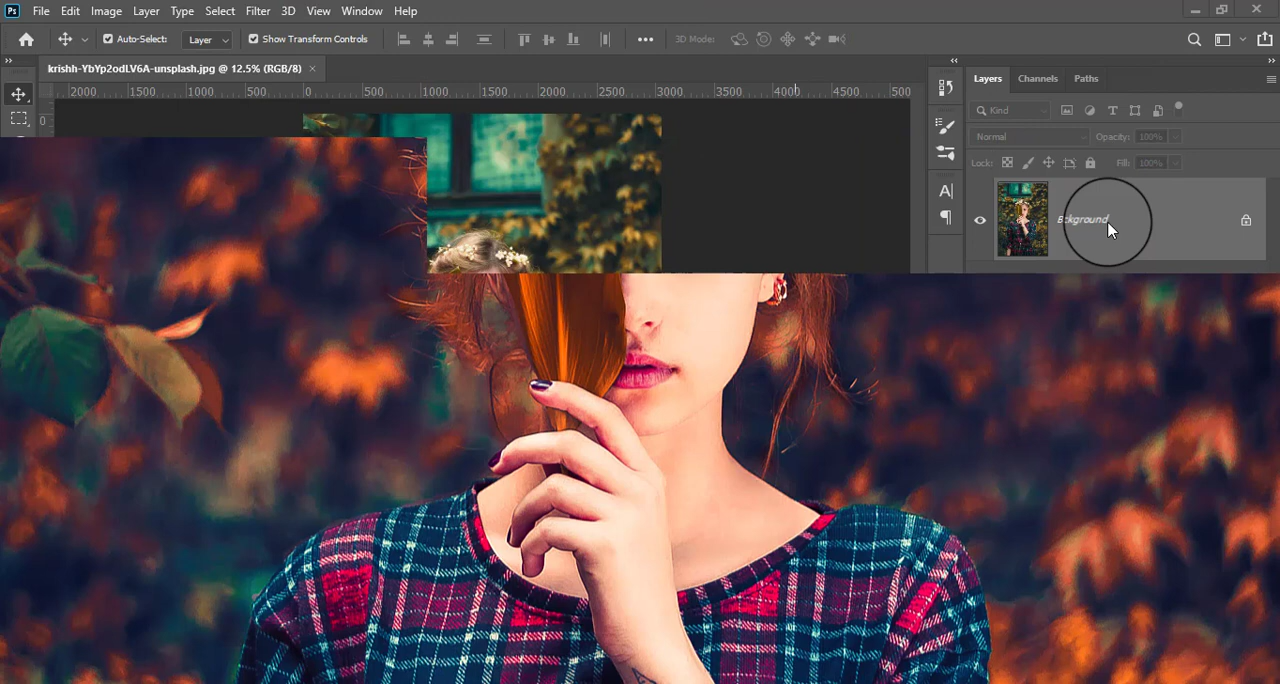 Ps File Edit Image Layer Type Select Filter 3D View Window Help
Auto-Select: Layer Show Transform Controls 3D Mode:
krishh-YbYp2odLV6A-unsplash.jpg @ 12.5% (RGB/8) ×
2000 1500 1000 500 0 500 1000 1500 2000 2500 3000 3500 4000 4500 500
0
Layers Channels Paths
Kind
Normal Opacity: 100%
Lock: Fill: 100%
Bckground